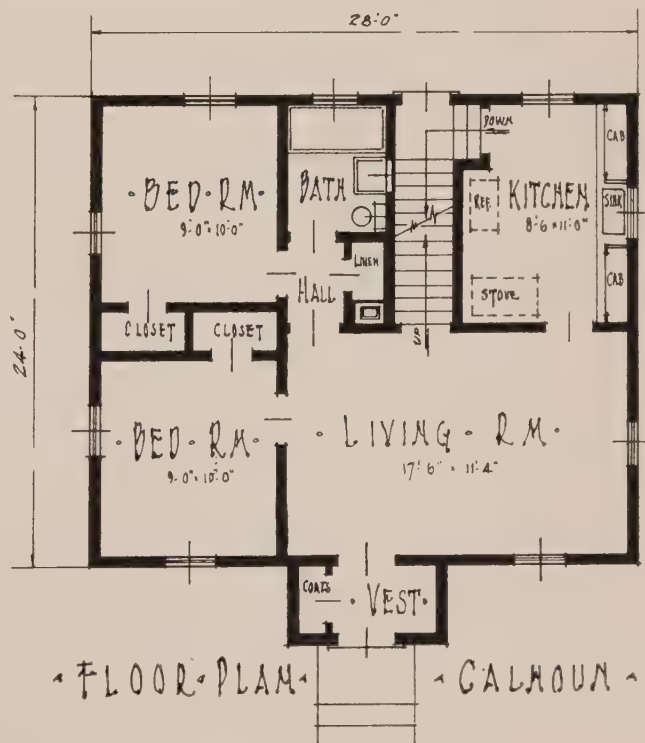 28'-0"
DOWN
CAB
BED RM
9'-0" x 10'-0"
BATH
REF.
KITCHEN
8'-6 x 11'-0"
SINK
LINEN
HALL
STOVE
CAB
CLOSET
CLOSET
UP
24'-0"
BED RM
9'-0" x 10'-0"
LIVING RM
17'-6" x 11'-4"
COATS
VEST
FLOOR PLAN
CALHOUN